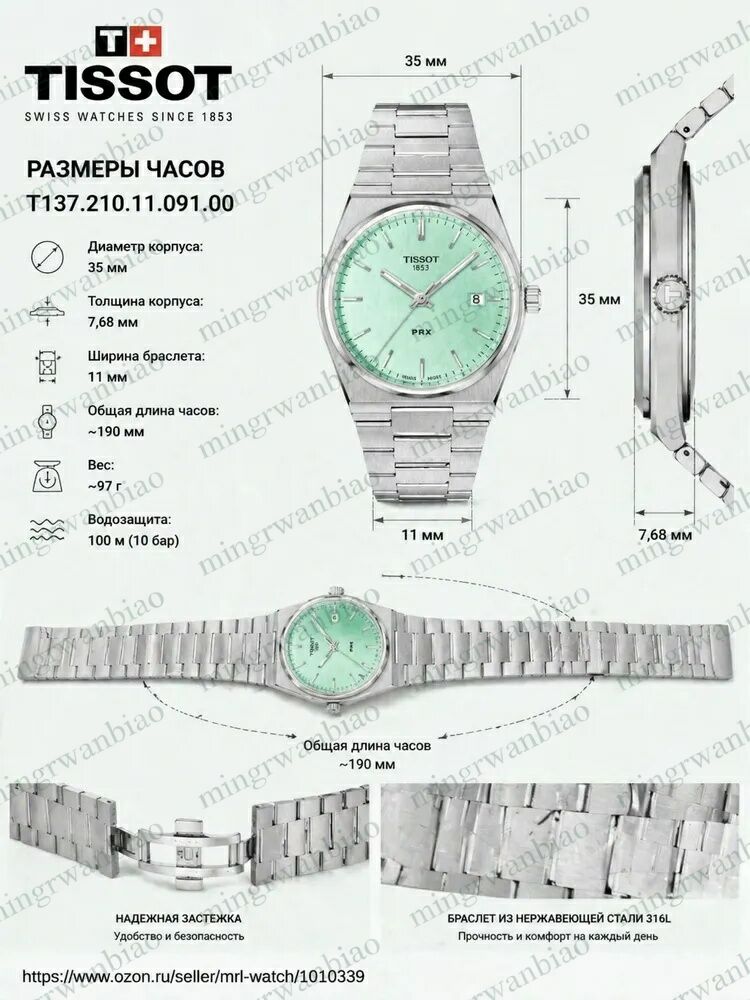 TISSOT
SWISS WATCHES SINCE 1853
РАЗМЕРЫ ЧАСОВ
T137.210.11.091.00
Диаметр корпуса:
35 мм
Толщина корпуса:
7,68 мм
Ширина браслета:
11 мм
Общая длина часов:
~190 мм
Вес:
~97 г
Водозащита:
100 м (10 бар)
35 мм
TISSOT
1853
8
PRX
35 мм
11 мм
7,68 мм
TISSOT
PRX
Общая длина часов
~190 мм
НАДЕЖНАЯ ЗАСТЕЖКА
Удобство и безопасность
БРАСЛЕТ ИЗ НЕРЖАВЕЮЩЕЙ СТАЛИ 316L
Прочность и комфорт на каждый день
https://www.ozon.ru/seller/mrl-watch/1010339
mingrwanbiao